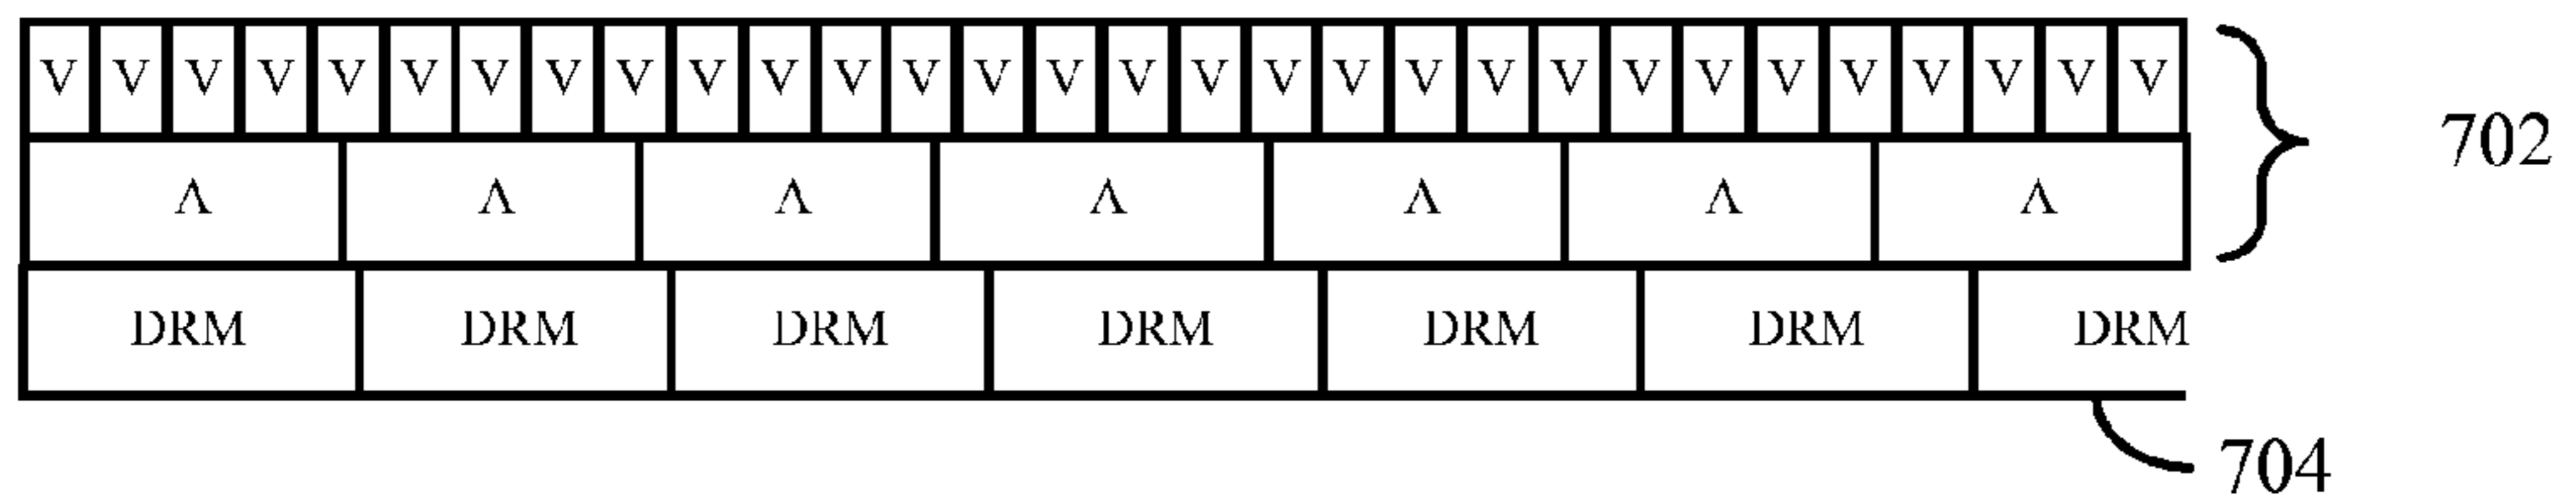 V V V V V V V V V V V V V V V V V V V V V V V V V V V V V V
A A A A A A A
702
DRM DRM DRM DRM DRM DRM DRM
704